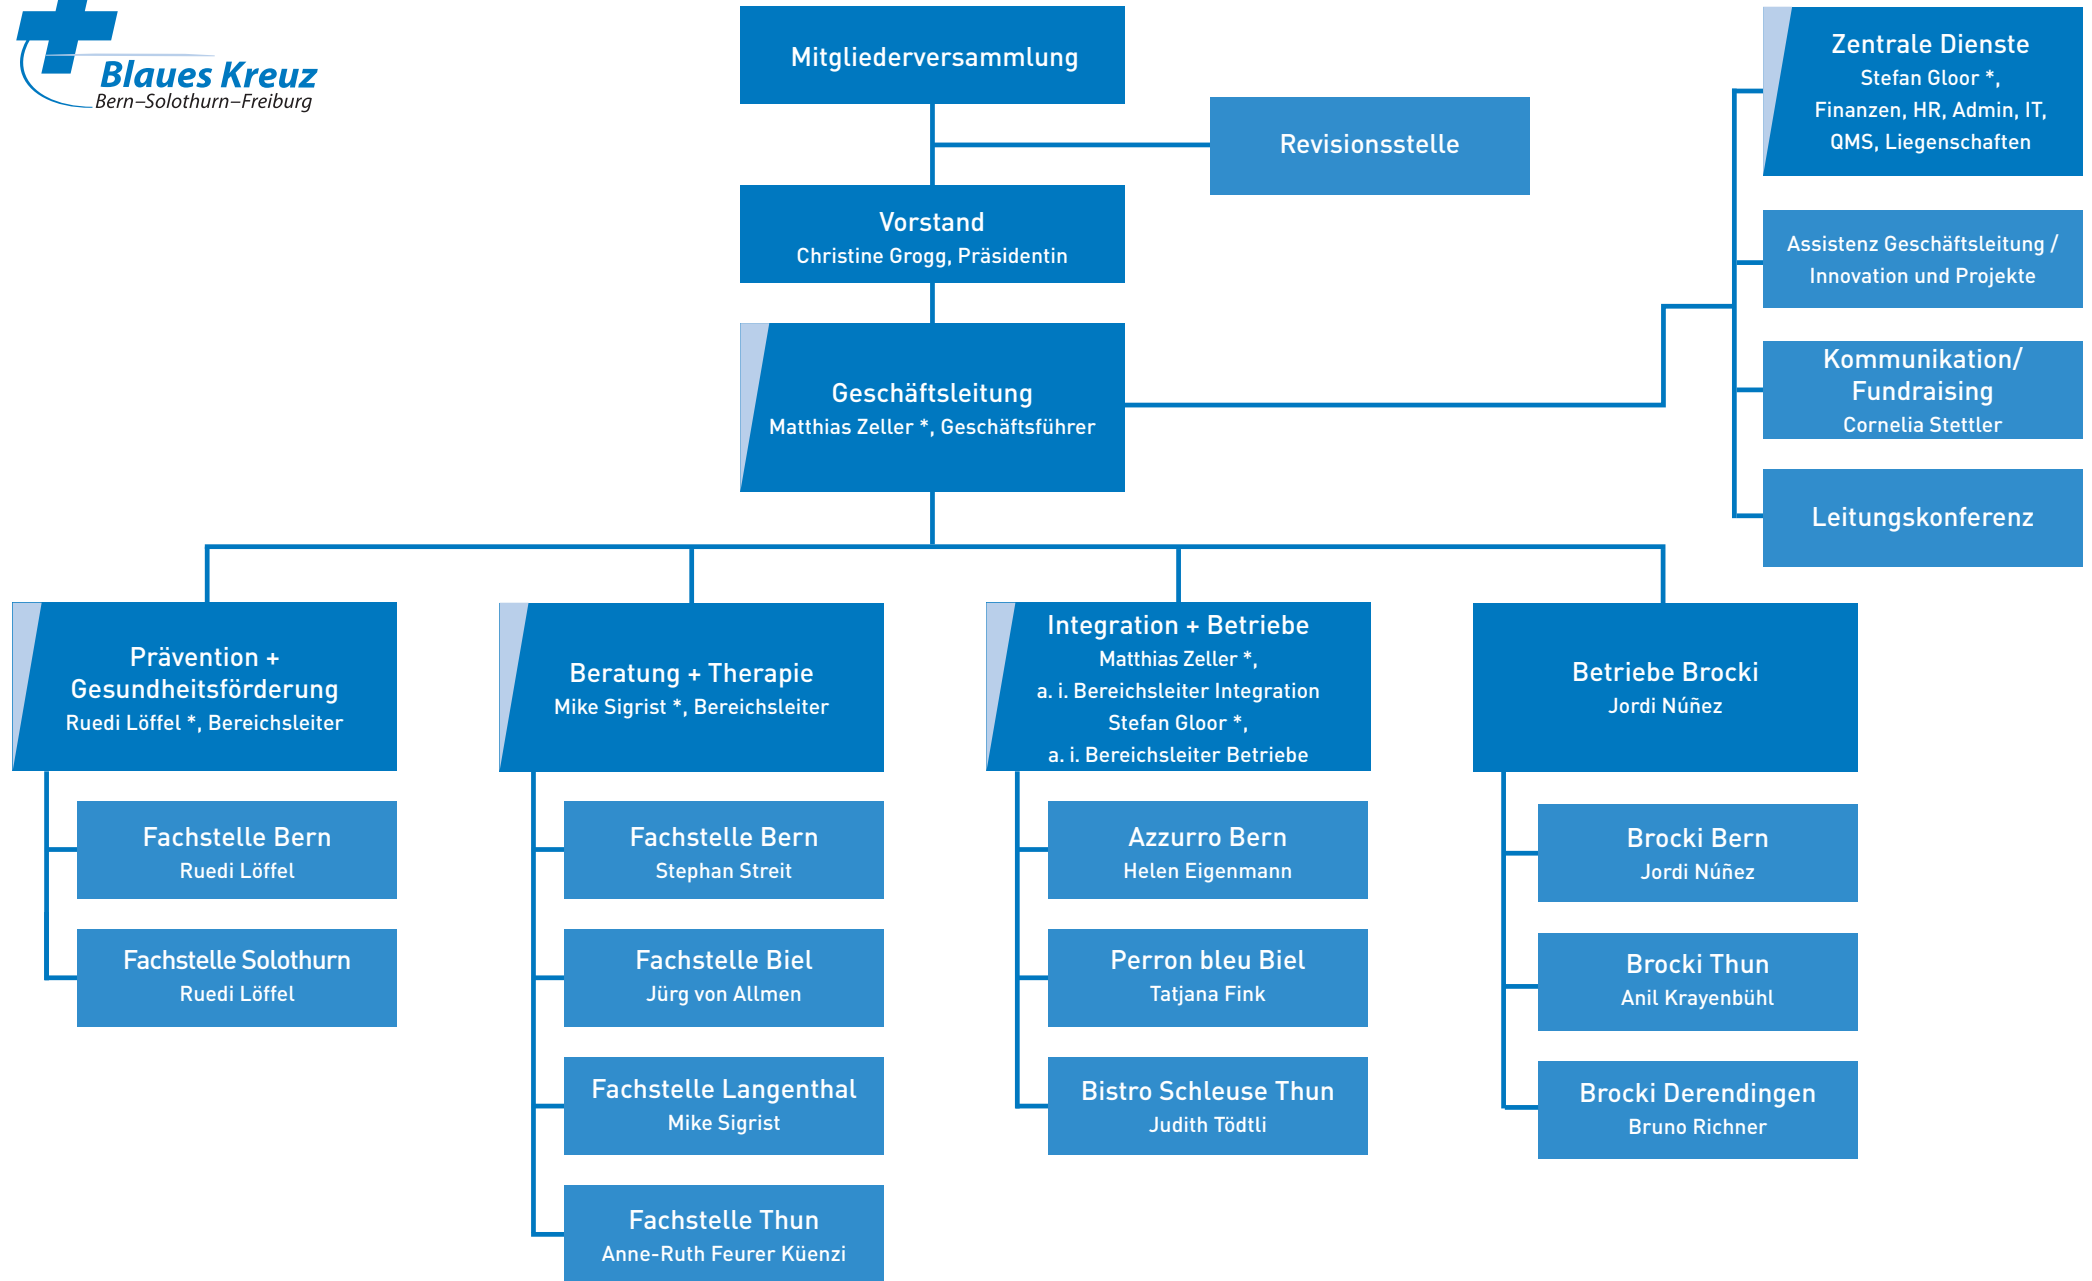 Blaues Kreuz
Bern–Solothurn–Freiburg
Mitgliederversammlung
Revisionsstelle
Vorstand
Christine Grogg, Präsidentin
Geschäftsleitung
Matthias Zeller *, Geschäftsführer
Zentrale Dienste
Stefan Gloor *,
Finanzen, HR, Admin, IT,
QMS, Liegenschaften
Assistenz Geschäftsleitung /
Innovation und Projekte
Kommunikation/
Fundraising
Cornelia Stettler
Leitungskonferenz
Prävention +
Gesundheitsförderung
Ruedi Löffel *, Bereichsleiter
Fachstelle Bern
Ruedi Löffel
Fachstelle Solothurn
Ruedi Löffel
Beratung + Therapie
Mike Sigrist *, Bereichsleiter
Fachstelle Bern
Stephan Streit
Fachstelle Biel
Jürg von Allmen
Fachstelle Langenthal
Mike Sigrist
Fachstelle Thun
Anne-Ruth Feurer Küenzi
Integration + Betriebe
Matthias Zeller *,
a. i. Bereichsleiter Integration
Stefan Gloor *,
a. i. Bereichsleiter Betriebe
Azzurro Bern
Helen Eigenmann
Perron bleu Biel
Tatjana Fink
Bistro Schleuse Thun
Judith Tödtli
Betriebe Brocki
Jordi Núñez
Brocki Bern
Jordi Núñez
Brocki Thun
Anil Krayenbühl
Brocki Derendingen
Bruno Richner